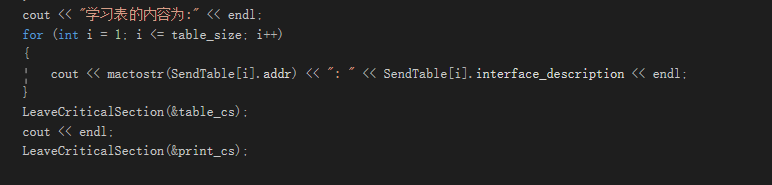 cout << "学习表的内容为:" << endl;
for (int i = 1; i <= table_size; i++)
{
cout << mactostr(SendTable[i].addr) << ": " << SendTable[i].interface_description << endl;
}
LeaveCriticalSection(&table_cs);
cout << endl;
LeaveCriticalSection(&print_cs);